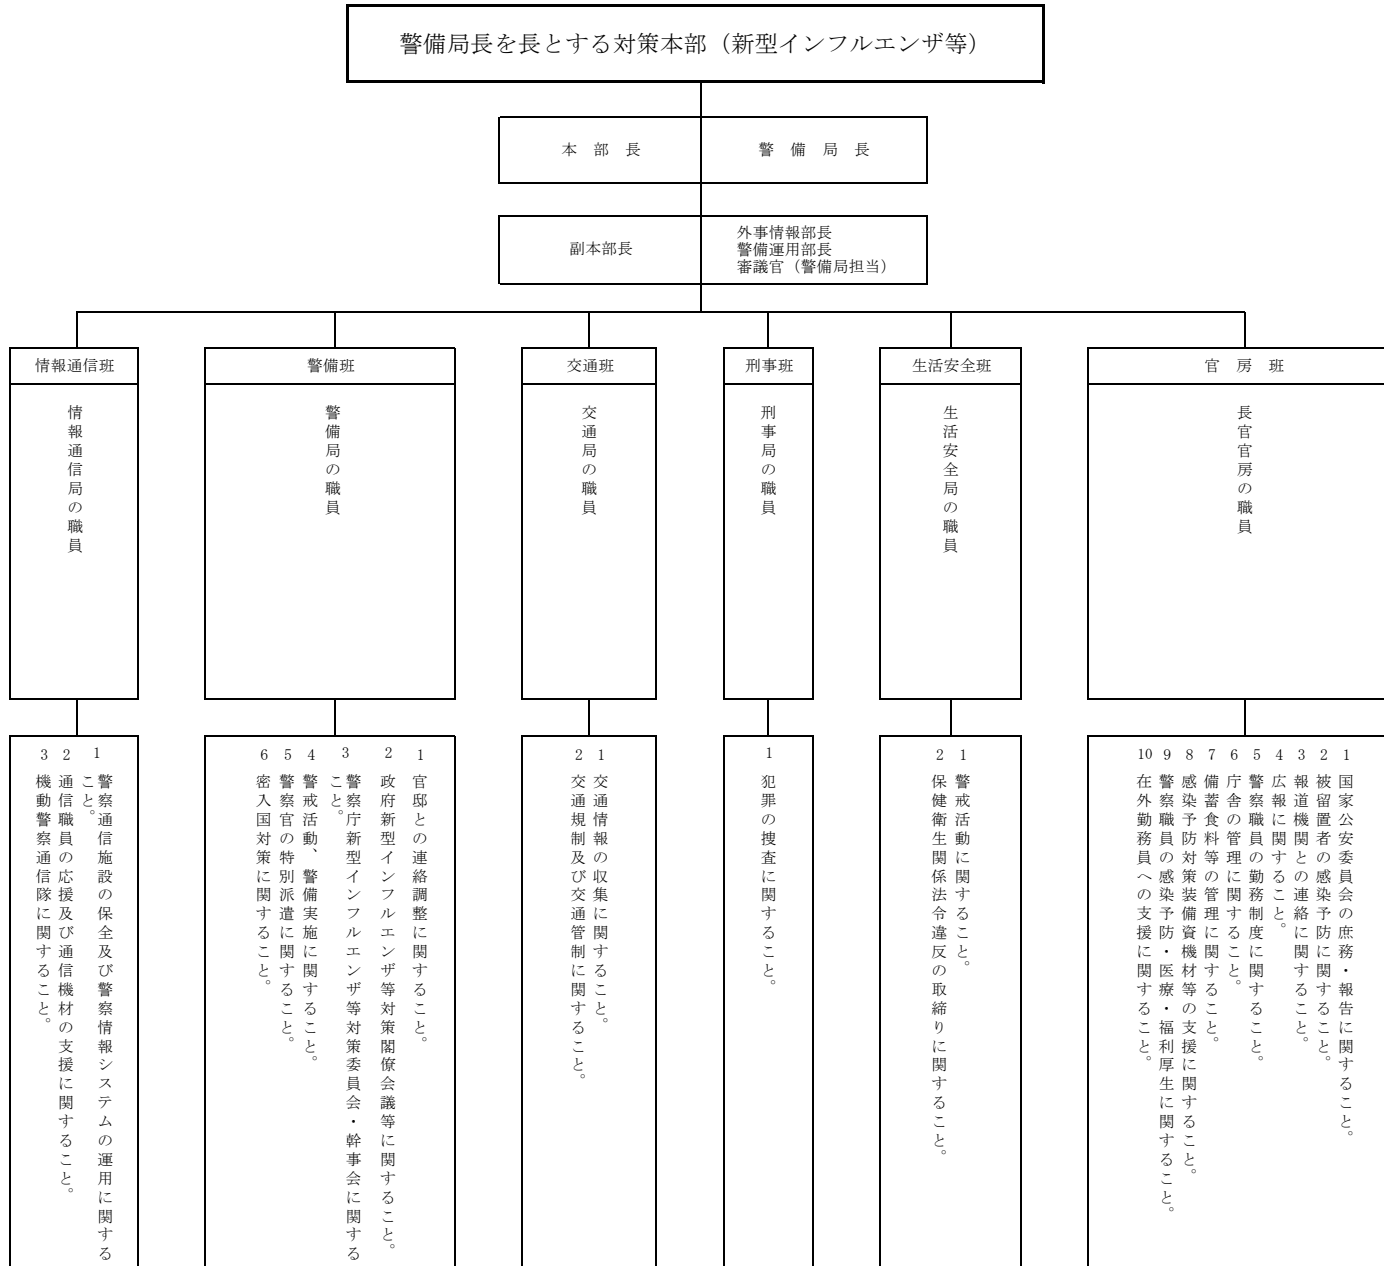 警備局長を長とする対策本部（新型インフルエンザ等）
本部長
警備局長
副本部長
外事情報部長
警備運用部長
審議官（警備局担当）
官房班
長官官房の職員
1 国家公安委員会の庶務・報告に関すること。
2 被留置者の感染予防に関すること。
3 報道機関との連絡に関すること。
4 広報に関すること。
5 警察職員の勤務制度に関すること。
6 庁舎の管理に関すること。
7 備蓄食料等の管理に関すること。
8 感染予防対策装備資機材等の支援に関すること。
9 警察職員の感染予防・医療・福利厚生に関すること。
10 在外勤務員への支援に関すること。
生活安全班
生活安全局の職員
1 警戒活動に関すること。
2 保健衛生関係法令違反の取締りに関すること。
刑事班
刑事局の職員
1 犯罪の捜査に関すること。
交通班
交通局の職員
1 交通情報の収集に関すること。
2 交通規制及び交通管制に関すること。
警備班
警備局の職員
1 官邸との連絡調整に関すること。
2 政府新型インフルエンザ等対策閣僚会議等に関すること。
3 警察庁新型インフルエンザ等対策委員会・幹事会に関する
こと。
4 警戒活動、警備実施に関すること。
5 警察官の特別派遣に関すること。
6 密入国対策に関すること。
情報通信班
情報通信局の職員
1 警察通信施設の保全及び警察情報システムの運用に関する
こと。
2 通信職員の応援及び通信機材の支援に関すること。
3 機動警察通信隊に関すること。